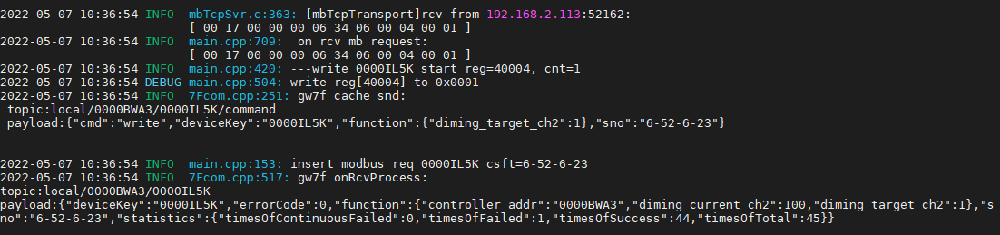 2022-05-07 10:36:54 INFO  mbTcpSvr.c:363: [mbTcpTransport]rcv from 192.168.2.113:52162:
[ 00 17 00 00 00 06 34 06 00 04 00 01 ]
2022-05-07 10:36:54 INFO  main.cpp:709:  on rcv mb request:
[ 00 17 00 00 00 06 34 06 00 04 00 01 ]
2022-05-07 10:36:54 INFO  main.cpp:420: ---write 0000IL5K start reg=40004, cnt=1
2022-05-07 10:36:54 DEBUG main.cpp:504: write reg[40004] to 0x0001
2022-05-07 10:36:54 INFO  7Fcom.cpp:251: gw7f cache snd:
topic:local/0000BWA3/0000IL5K/command
payload:{"cmd":"write","deviceKey":"0000IL5K","function":{"diming_target_ch2":1},"sno":"6-52-6-23"}
2022-05-07 10:36:54 INFO  main.cpp:153: insert modbus req 0000IL5K csft=6-52-6-23
2022-05-07 10:36:54 INFO  7Fcom.cpp:517: gw7f onRcvProcess:
topic:local/0000BWA3/0000IL5K
payload:{"deviceKey":"0000IL5K","errorCode":0,"function":{"controller_addr":"0000BWA3","diming_current_ch2":100,"diming_target_ch2":1},"s
no":"6-52-6-23","statistics":{"timesOfContinuousFailed":0,"timesOfFailed":1,"timesOfSuccess":44,"timesOfTotal":45}}